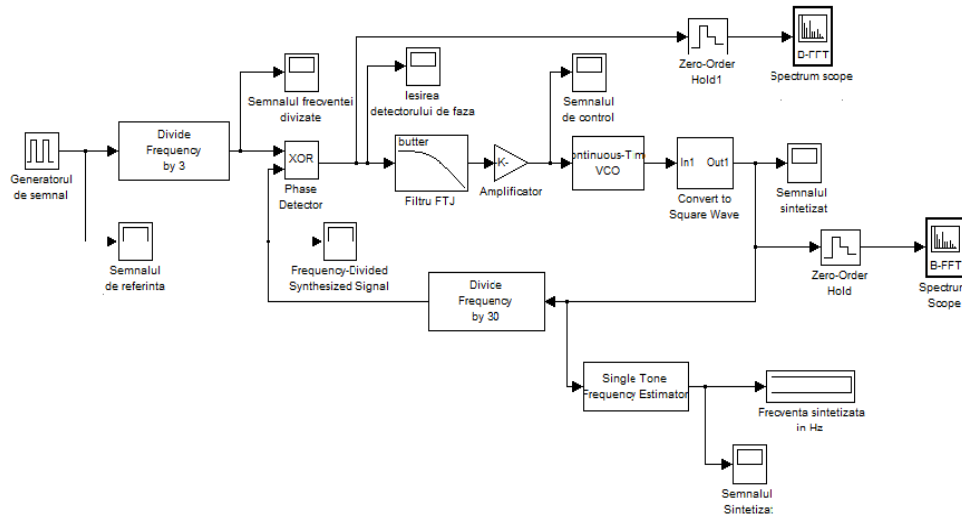 B-FFT
Zero-Order
Hold1
Spectrum scope
Semnalul frecventei
divizate
Iesirea
detectorului de faza
Semnalul
de control
Generatorul
de semnal
Divide
Frequency
by 3
XOR
Phase
Detector
butter
Filtru FTJ
K-
Amplificator
ontinuous-Tim
VCO
In1 Out1
Convert to
Square Wave
Semnalul
sintetizat
Semnalul
de referinta
Frequency-Divided
Synthesized Signal
Divide
Frequency
by 30
Zero-Order
Hold
B-FFT
Spectrum
Scope
Single Tone
Frequency Estimator
Frecventa sintetizata
in Hz
Semnalul
Sintetiza